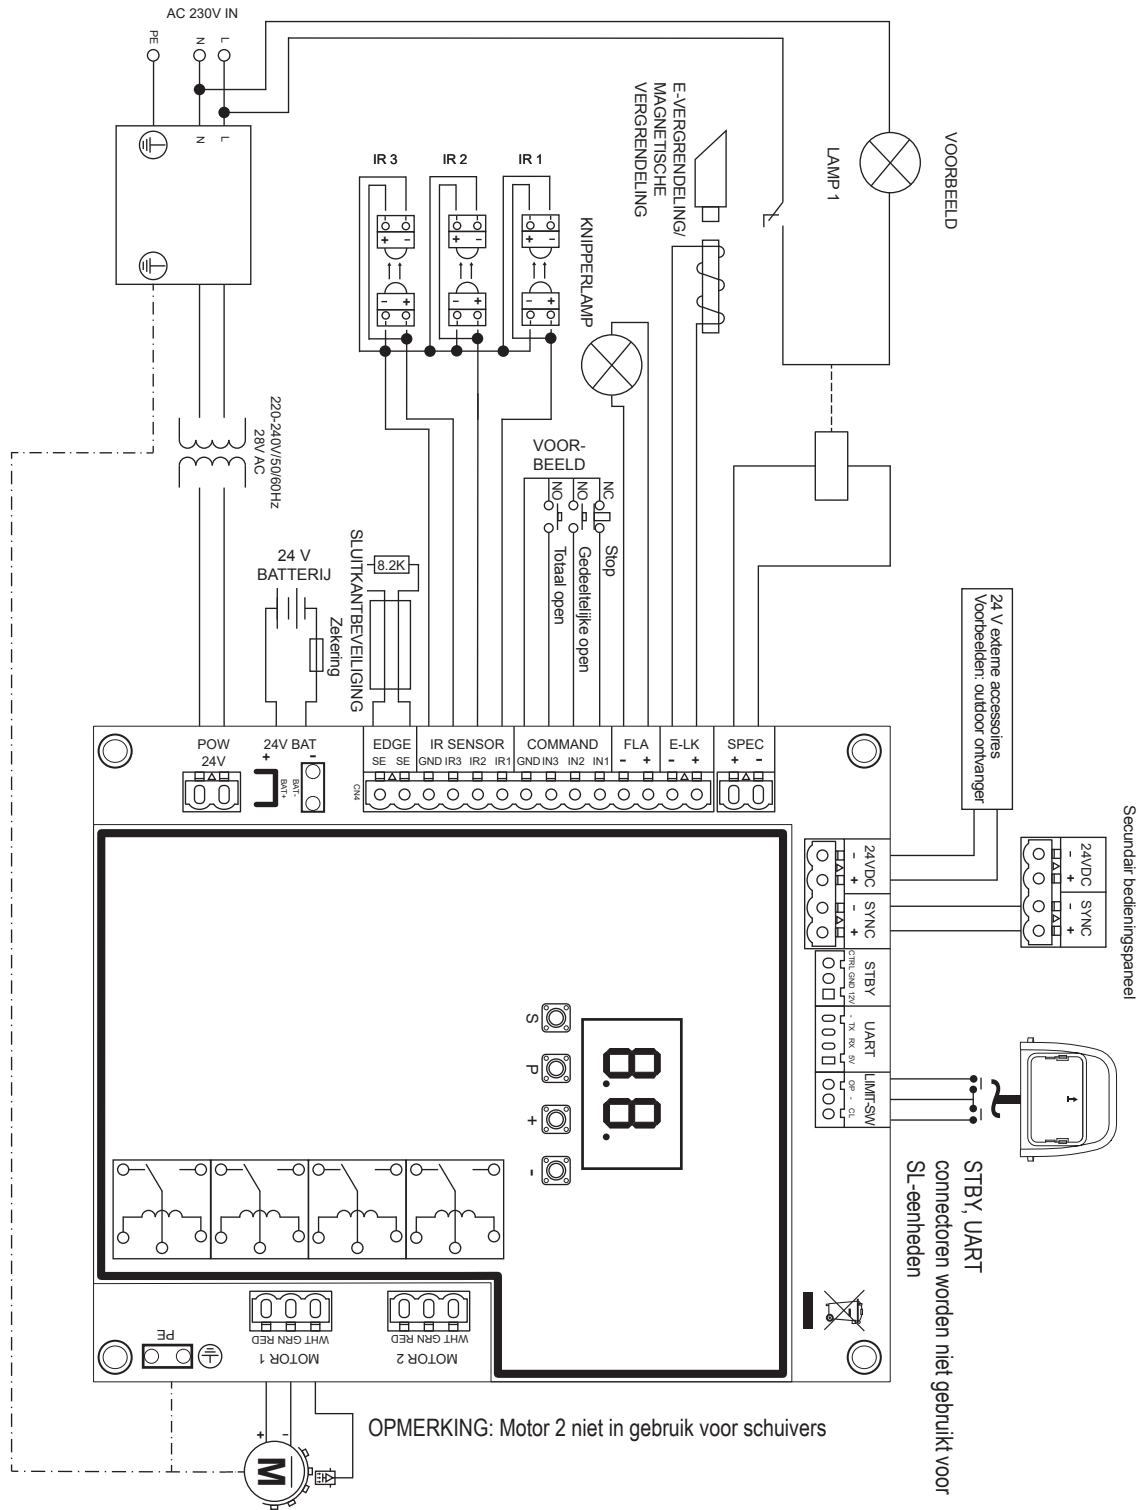 AC 230V IN
PE
N
L
N
L
IR 3
IR 2
IR 1
+ -
+ -
+ -
- +
- +
- +
KNIPPERLAMP
E-VERGRENDELING/
MAGNETISCHE
VERGRENDELING
LAMP 1
VOORBEELD
220-240V/50/60Hz
28V AC
24 V
BATTERIJ
Zekering
SLUITKANTBEVEILIGING
8.2K
VOOR-
BEELD
NO
NO
NC
Totaal open
Gedeeltelijke open
Stop
24 V externe accessoires
Voorbeelden: outdoor ontvanger
Secundair bedieningspaneel
24VDC
- +
SYNC
- +
POW
24V
24V BAT
+ -
BAT+
BAT-
CN4
EDGE
SE SE
IR SENSOR
GND IR3 IR2 IR1
COMMAND
GND IN3 IN2 IN1
FLA
- +
E-LK
- +
SPEC
+ -
24VDC
- +
SYNC
- +
STBY
CTRL GND 12V
UART
- TX RX 5V
LIMIT-SW
OP - CL
S
P
+
-
8.8.
STBY, UART
connectoren worden niet gebruikt voor
SL-eenheden
PE
WHT GRN RED
MOTOR 1
WHT GRN RED
MOTOR 2
OPMERKING: Motor 2 niet in gebruik voor schuivers
+ -
M